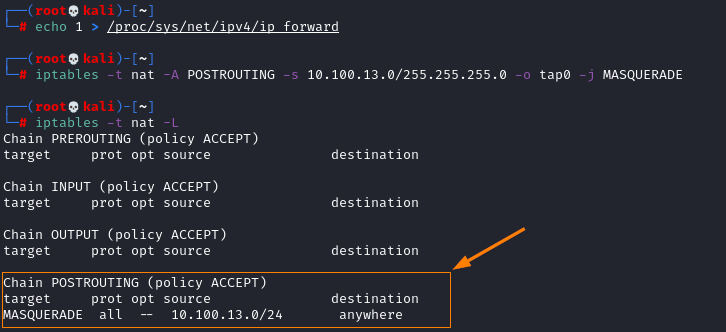 ┌──(root💀kali)-[~]
└─# echo 1 > /proc/sys/net/ipv4/ip_forward
┌──(root💀kali)-[~]
└─# iptables -t nat -A POSTROUTING -s 10.100.13.0/255.255.255.0 -o tap0 -j MASQUERADE
┌──(root💀kali)-[~]
└─# iptables -t nat -L
Chain PREROUTING (policy ACCEPT)
target     prot opt source               destination
Chain INPUT (policy ACCEPT)
target     prot opt source               destination
Chain OUTPUT (policy ACCEPT)
target     prot opt source               destination
Chain POSTROUTING (policy ACCEPT)
target     prot opt source               destination
MASQUERADE  all  --  10.100.13.0/24       anywhere